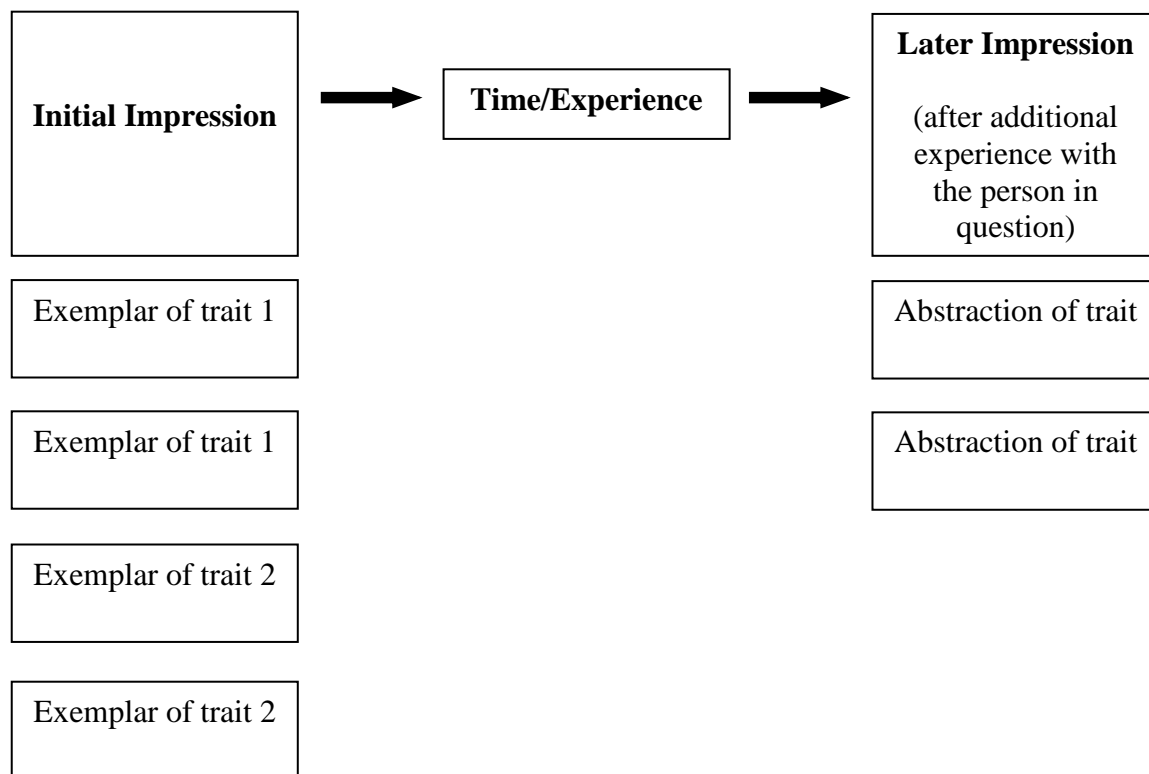 Initial Impression
Time/Experience
Later Impression
(after additional
experience with
the person in
question)
Exemplar of trait 1
Abstraction of trait
Exemplar of trait 1
Abstraction of trait
Exemplar of trait 2
Exemplar of trait 2